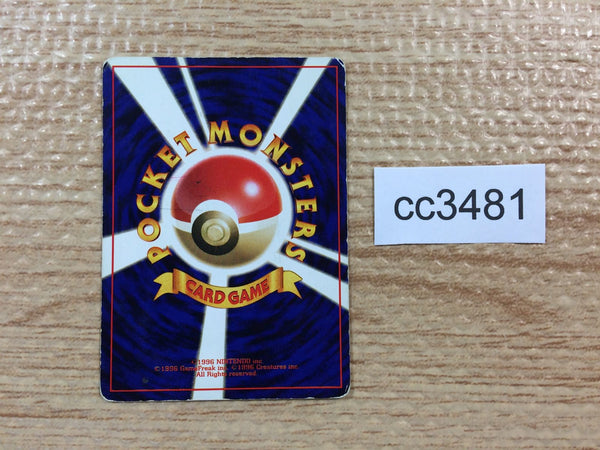 POCKET MONSTERS
CARD GAME
©1996 NINTENDO inc.
©1996 GameFreak inc. ©1996 Creatures inc.
All Rights reserved.
cc3481